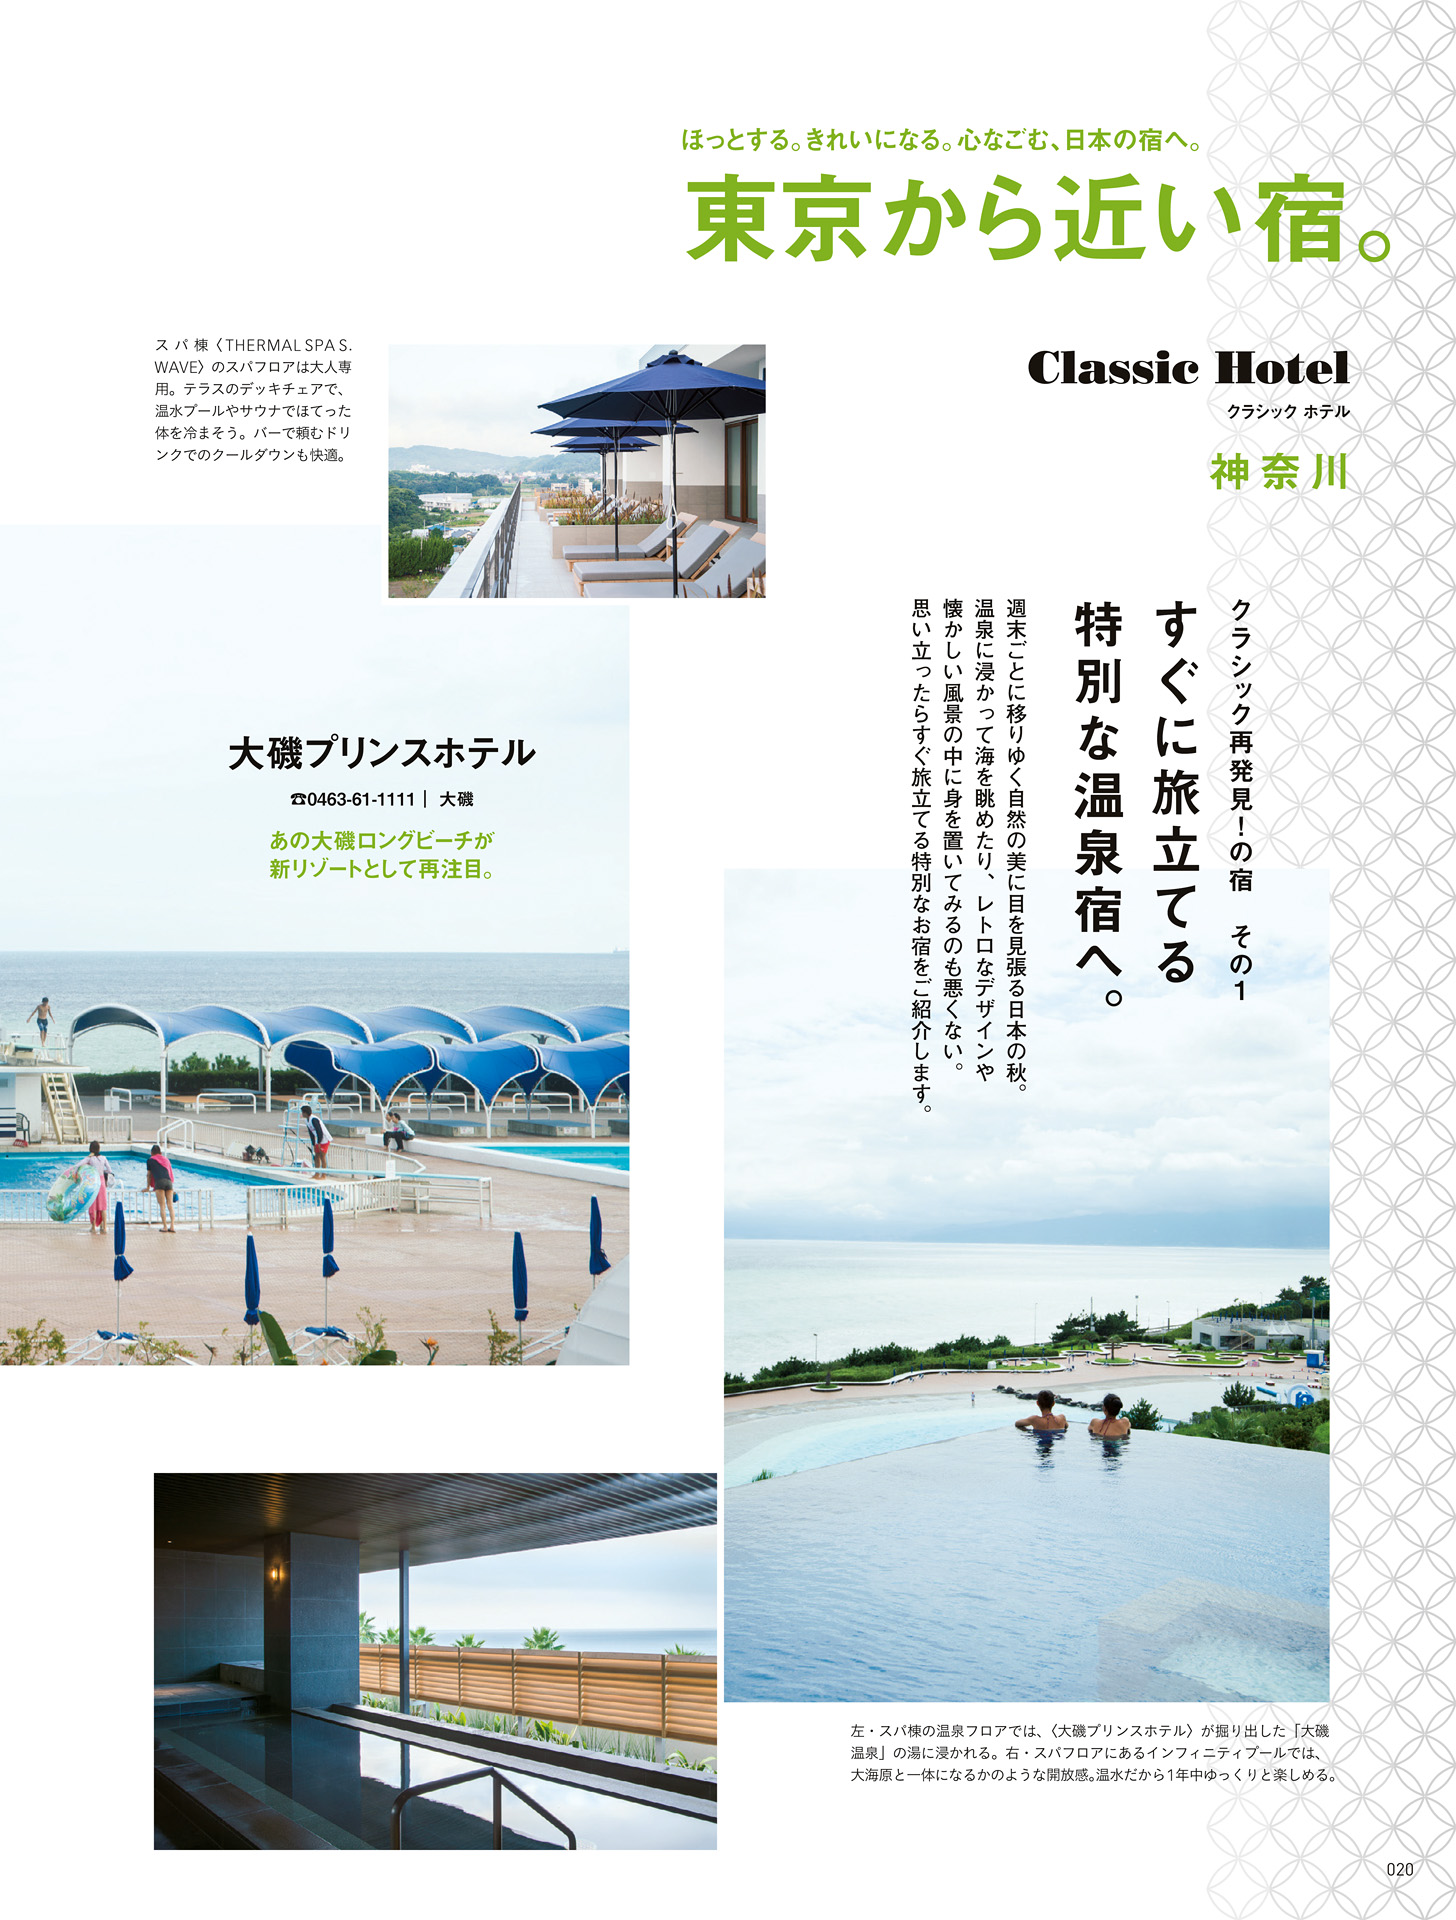 ほっとする。きれいになる。心なごむ、日本の宿へ。
東京から近い宿。
Classic Hotel
クラシック ホテル
神奈川
クラシック再発見！の宿　その1
すぐに旅立てる
特別な温泉宿へ。
週末ごとに移りゆく自然の美に目を見張る日本の秋。
温泉に浸かって海を眺めたり、レトロなデザインや
懐かしい風景の中に身を置いてみるのも悪くない。
思い立ったらすぐ旅立てる特別なお宿をご紹介します。
スパ棟〈THERMAL SPA S.
WAVE〉のスパフロアは大人専
用。テラスのデッキチェアで、
温水プールやサウナでほてった
体を冷まそう。バーで頼むドリ
ンクでのクールダウンも快適。
大磯プリンスホテル
☎0463-61-1111｜ 大磯
あの大磯ロングビーチが
新リゾートとして再注目。
左・スパ棟の温泉フロアでは、〈大磯プリンスホテル〉が掘り出した「大磯
温泉」の湯に浸かれる。右・スパフロアにあるインフィニティプールでは、
大海原と一体になるかのような開放感。温水だから1年中ゆっくりと楽しめる。
020